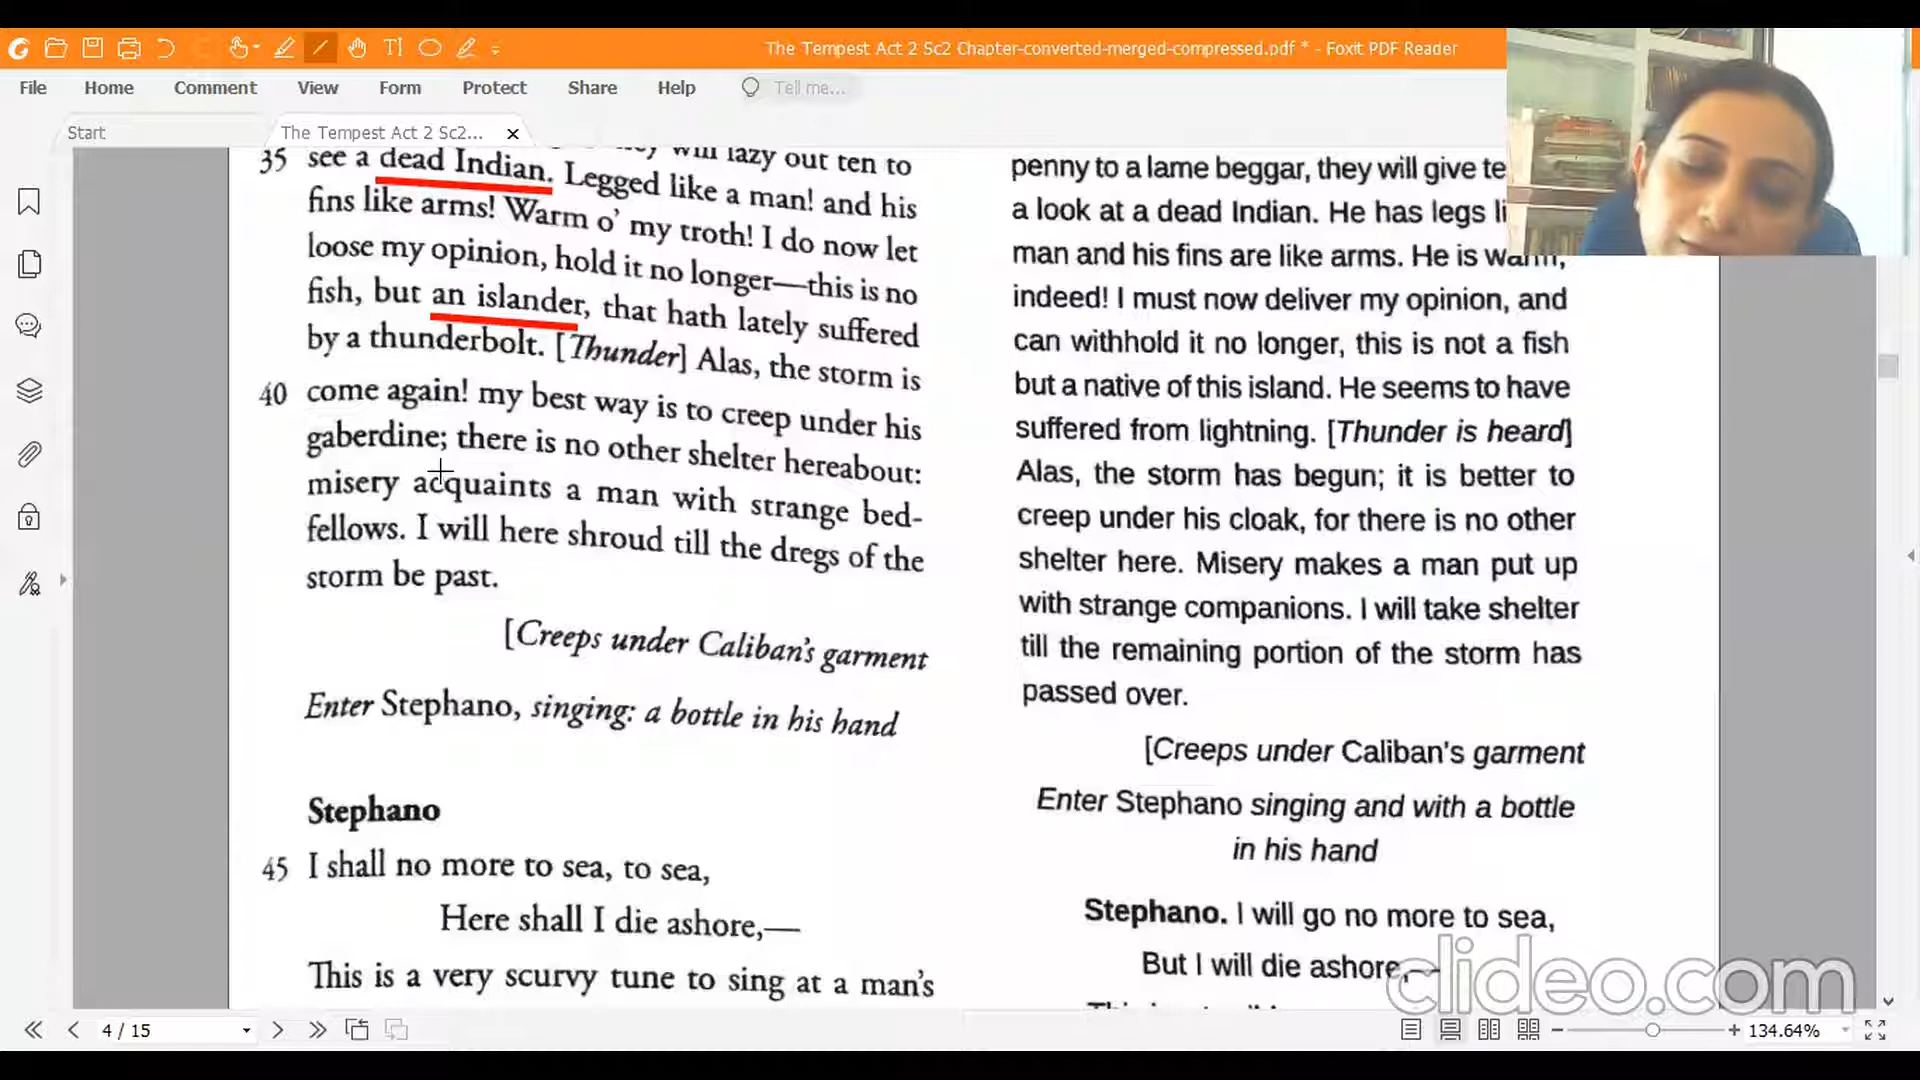 The Tempest Act 2 Sc2 Chapter-converted-merged-compressed.pdf * - Foxit PDF Reader
File Home Comment View Form Protect Share Help Tell me...
Start The Tempest Act 2 Sc2...
will lazy out ten to
35 see a dead Indian. Legged like a man! and his
fins like arms! Warm o' my troth! I do now let
loose my opinion, hold it no longer—this is no
fish, but an islander, that hath lately suffered
by a thunderbolt. [Thunder] Alas, the storm is
40 come again! my best way is to creep under his
gaberdine; there is no other shelter hereabout:
misery acquaints a man with strange bed-
fellows. I will here shroud till the dregs of the
storm be past.
[Creeps under Caliban's garment
Enter Stephano, singing: a bottle in his hand
Stephano
45 I shall no more to sea, to sea,
Here shall I die ashore,—
This is a very scurvy tune to sing at a man's
penny to a lame beggar, they will give
a look at a dead Indian. He has legs
man and his fins are like arms. He is warm,
indeed! I must now deliver my opinion, and
can withhold it no longer, this is not a fish
but a native of this island. He seems to have
suffered from lightning. [Thunder is heard]
Alas, the storm has begun; it is better to
creep under his cloak, for there is no other
shelter here. Misery makes a man put up
with strange companions. I will take shelter
till the remaining portion of the storm has
passed over.
[Creeps under Caliban's garment
Enter Stephano singing and with a bottle
in his hand
Stephano. I will go no more to sea,
But I will die ashore,—
clideo.com
4 / 15
134.64%